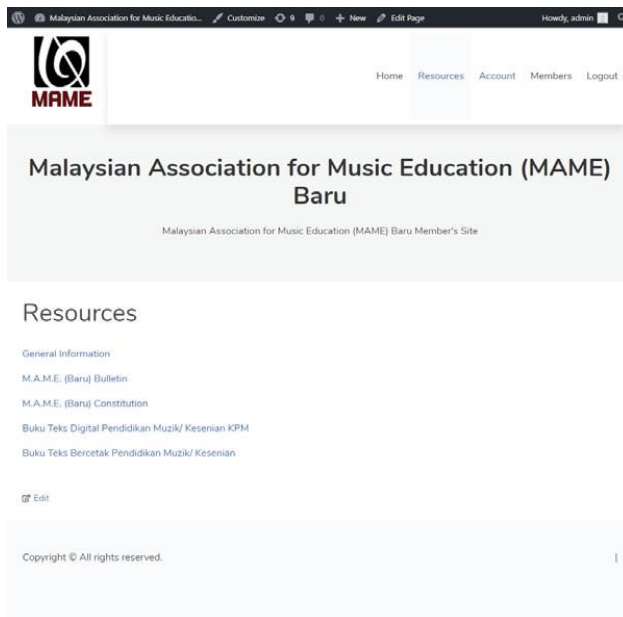 Malaysian Association for Music Educatio... Customize 9 0 New Edit Page Howdy, admin
MAME
Home Resources Account Members Logout
Malaysian Association for Music Education (MAME)
Baru
Malaysian Association for Music Education (MAME) Baru Member's Site
Resources
General Information
M.A.M.E. (Baru) Bulletin
M.A.M.E. (Baru) Constitution
Buku Teks Digital Pendidikan Muzik/ Kesenian KPM
Buku Teks Bercetak Pendidikan Muzik/ Kesenian
Edit
Copyright © All rights reserved. |